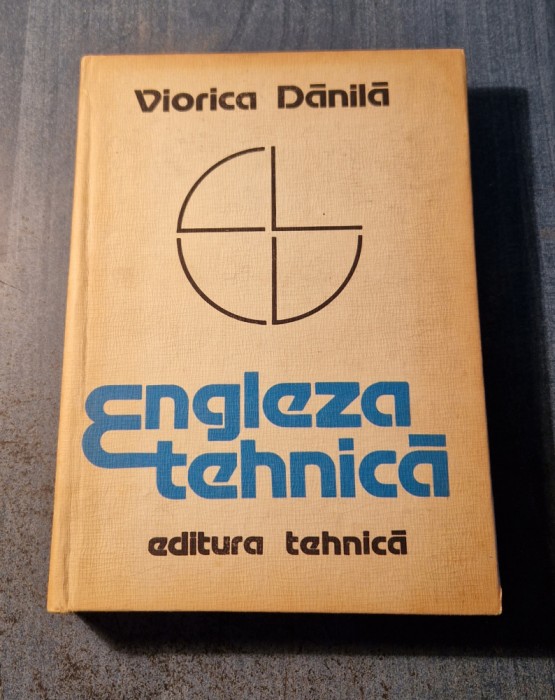 Viorica Dănilă
Engleza
tehnică
editura tehnică